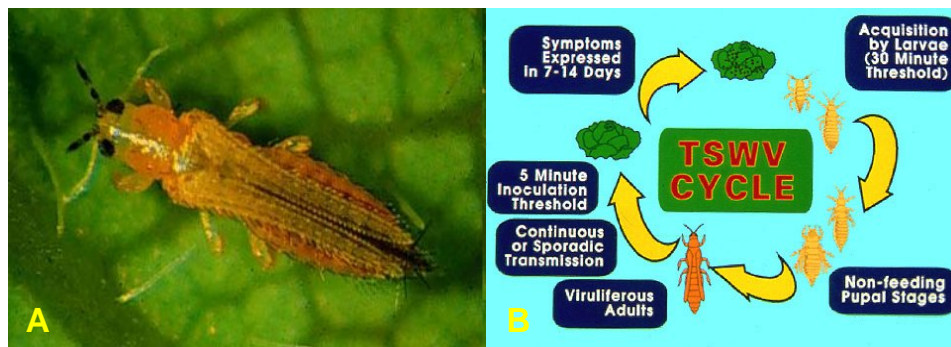 A
B
TSWV
CYCLE
Symptoms
Expressed
In 7-14 Days
Acquisition
by Larvae
(30 Minute
Threshold)
Non-feeding
Pupal Stages
Viruliferous
Adults
Continuous
or Sporadic
Transmission
5 Minute
Inoculation
Threshold